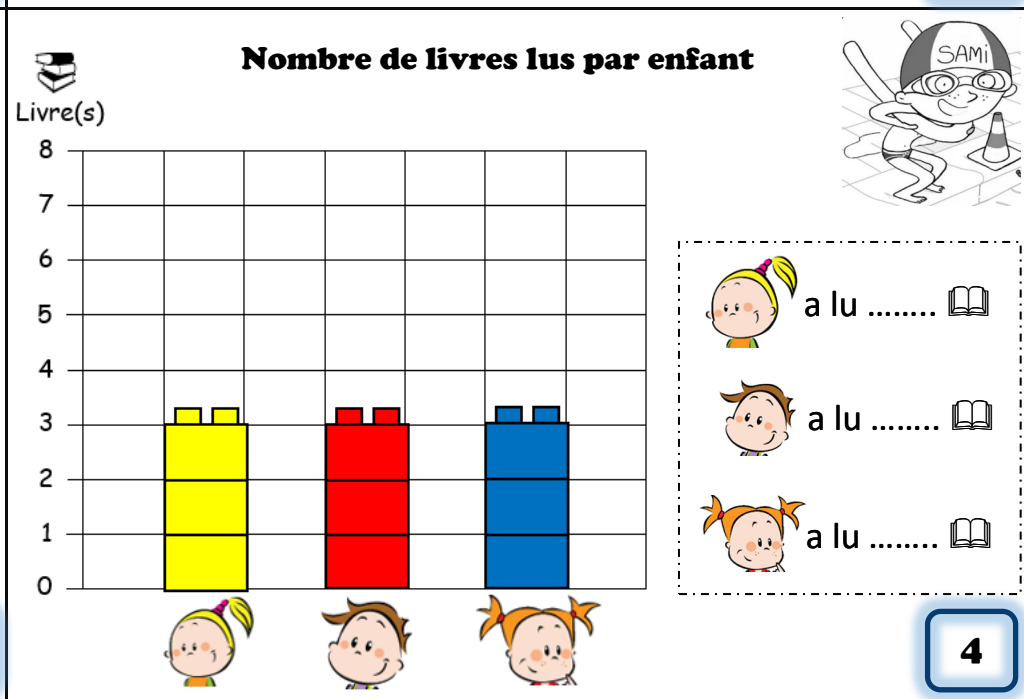 Nombre de livres lus par enfant
SAMi
Livre(s)
8
7
6
5
4
3
2
1
0
a lu ........
a lu ........
a lu ........
4